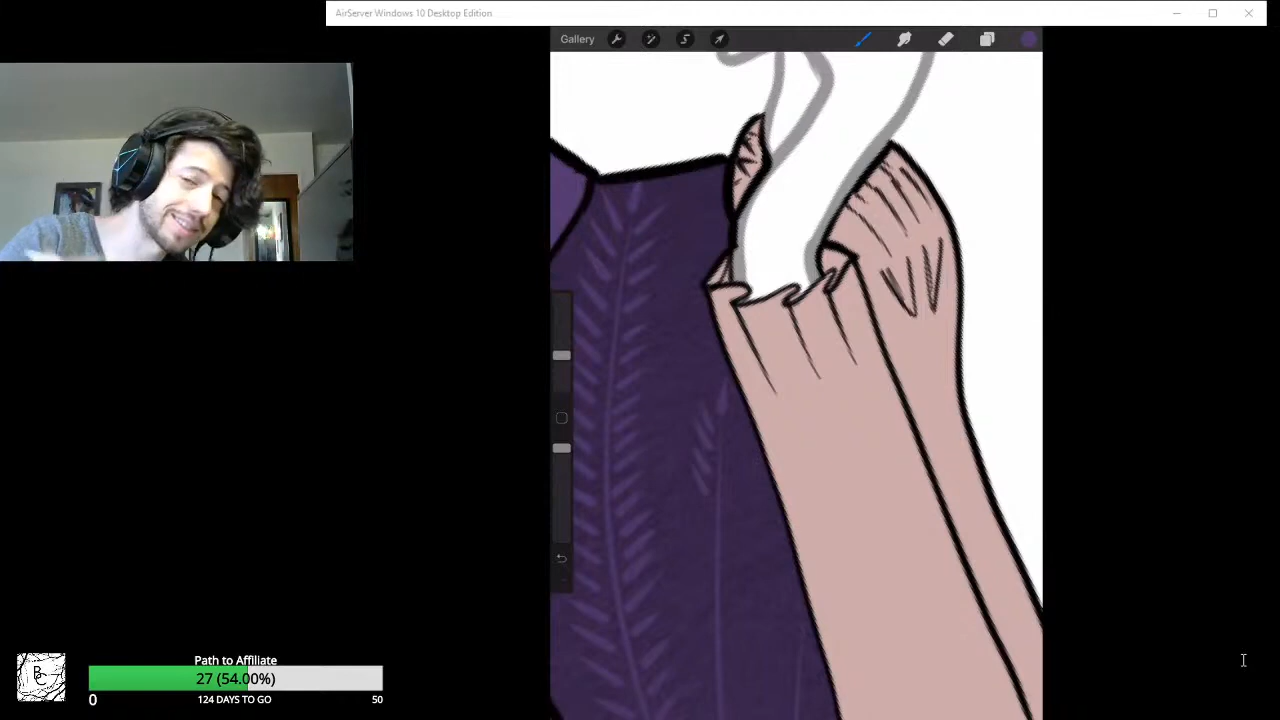 AirServer Windows 10 Desktop Edition
Gallery
Path to Affiliate
27 (54.00%)
0
124 DAYS TO GO
50